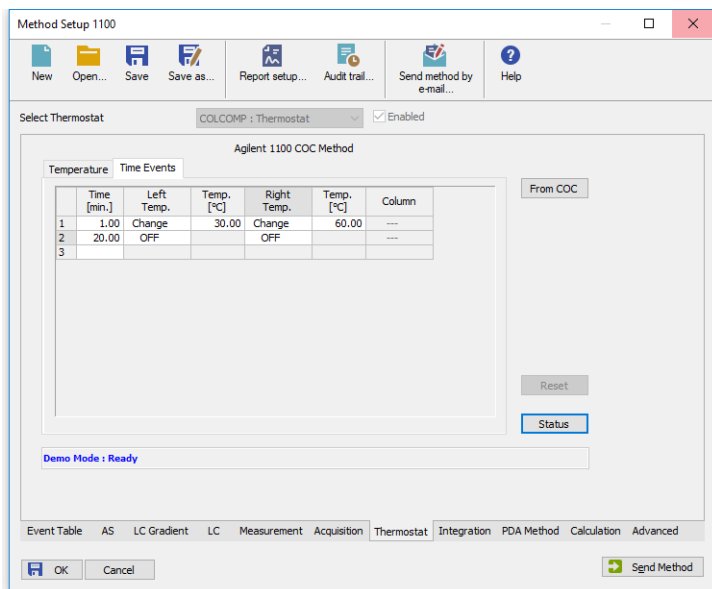 Method Setup 1100
New Open... Save Save as... Report setup... Audit trail... Send method by e-mail... Help
Select Thermostat COLCOMP : Thermostat Enabled
Agilent 1100 COC Method
Temperature Time Events
From COC
Time [min.] Left Temp. Temp. [°C] Right Temp. Temp. [°C] Column
1 1.00 Change 30.00 Change 60.00 ---
2 20.00 OFF OFF ---
3
Reset
Status
Demo Mode : Ready
Event Table AS LC Gradient LC Measurement Acquisition Thermostat Integration PDA Method Calculation Advanced
OK Cancel Send Method